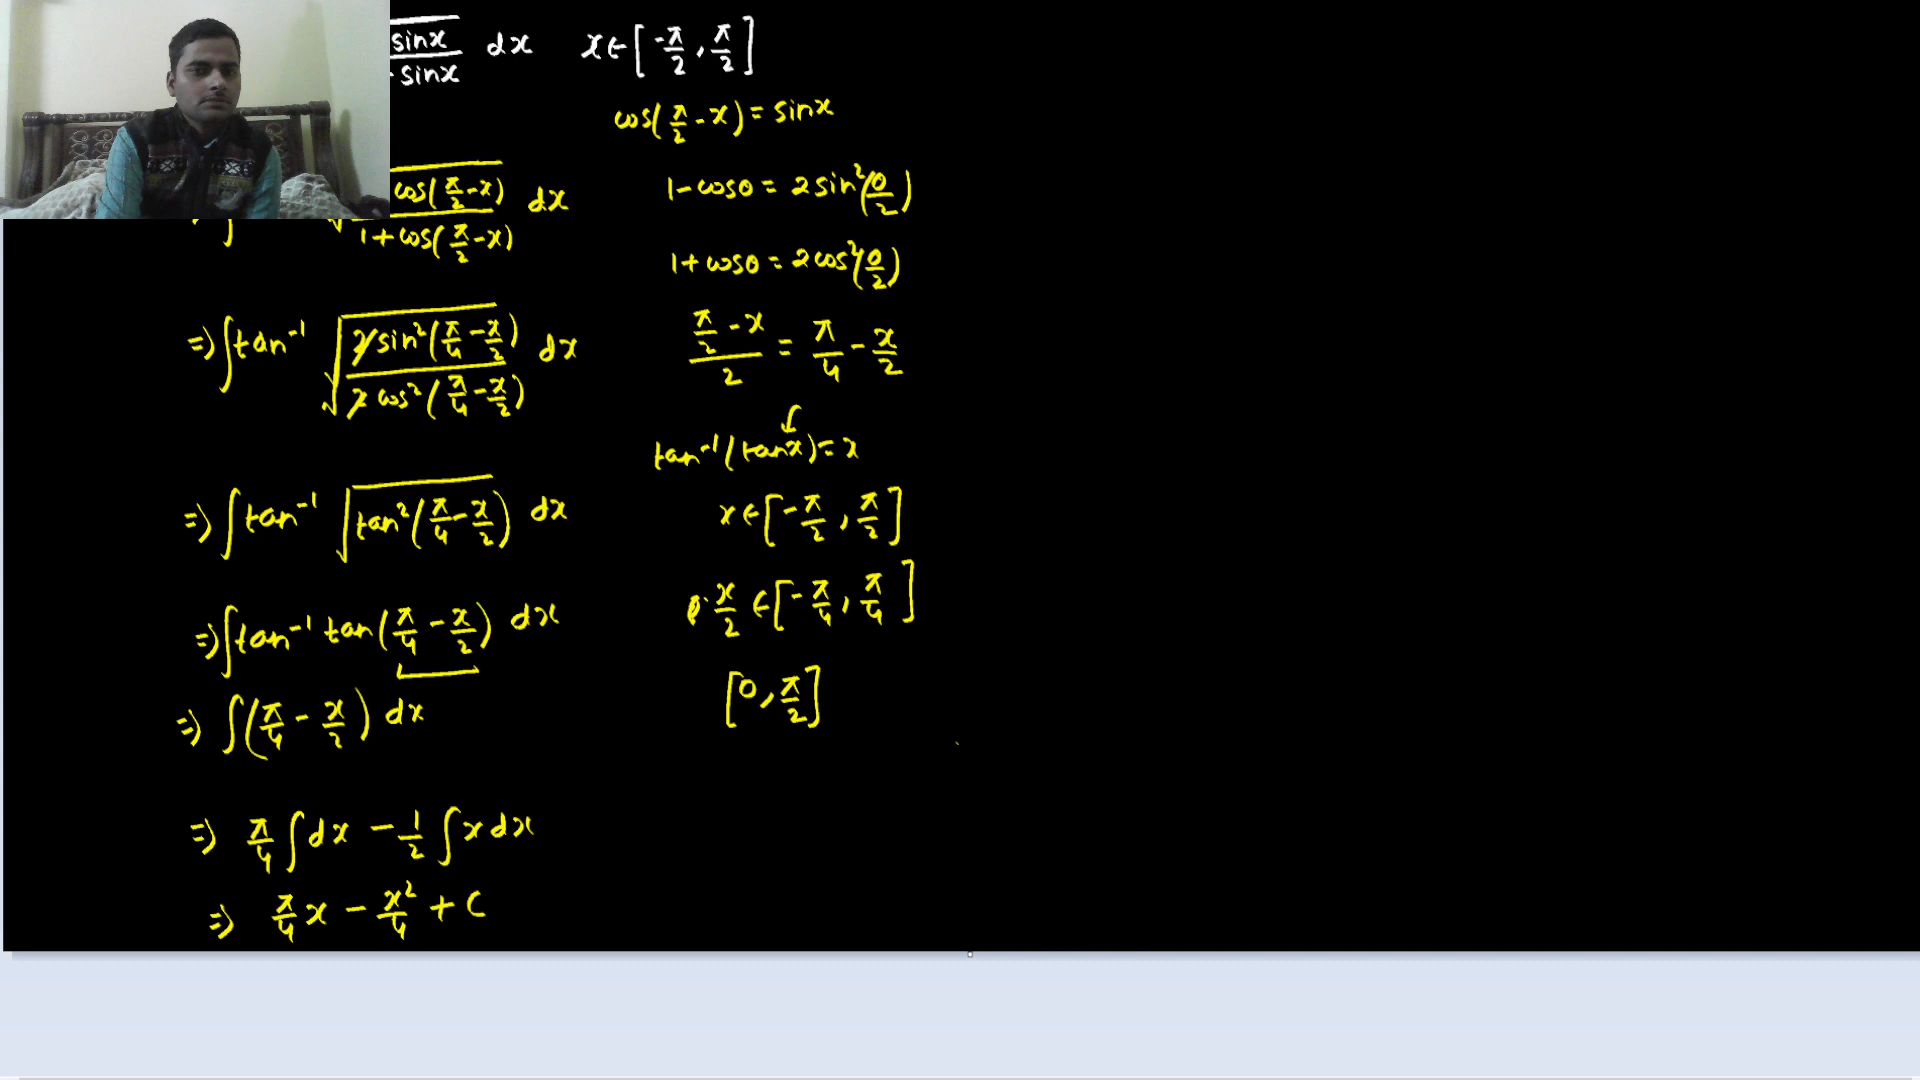 sinx
sinx dx x∈[-π/2, π/2]
cos(π/2-x) = sinx
cos(π/2-x)
1+cos(π/2-x) dx
1-cosθ = 2sin²(θ/2)
1+cosθ = 2cos²(θ/2)
=> ∫tan⁻¹ √(2sin²(π/4-x/2)/2cos²(π/4-x/2)) dx
(π/2-x)/2 = π/4-x/2
tan⁻¹(tanx)=x
=> ∫tan⁻¹ √(tan²(π/4-x/2)) dx
x∈[-π/2, π/2]
=> ∫tan⁻¹ tan(π/4-x/2) dx
x/2 ∈[-π/4, π/4]
=> ∫(π/4-x/2) dx
[0, π/2]
=> π/4∫dx - 1/2∫x dx
=> π/4 x - x²/4 + C